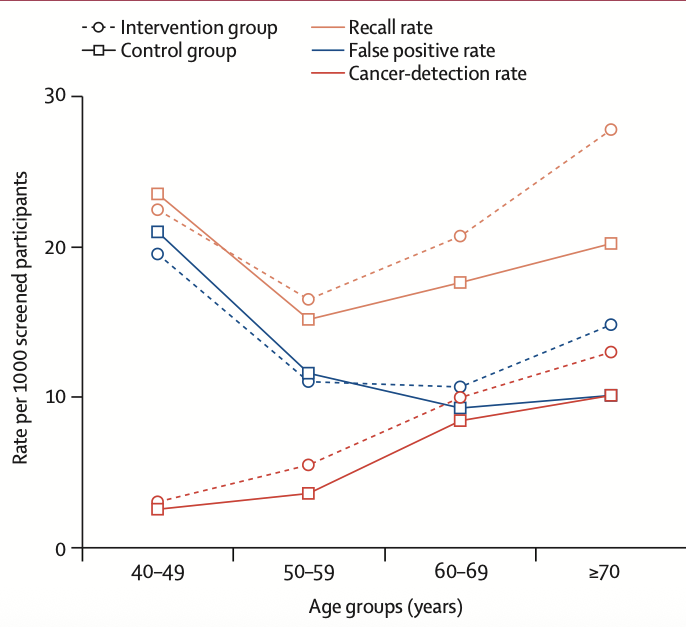 Intervention group
Control group
Recall rate
False positive rate
Cancer-detection rate
30
20
10
0
Rate per 1000 screened participants
40–49
50–59
60–69
≥70
Age groups (years)